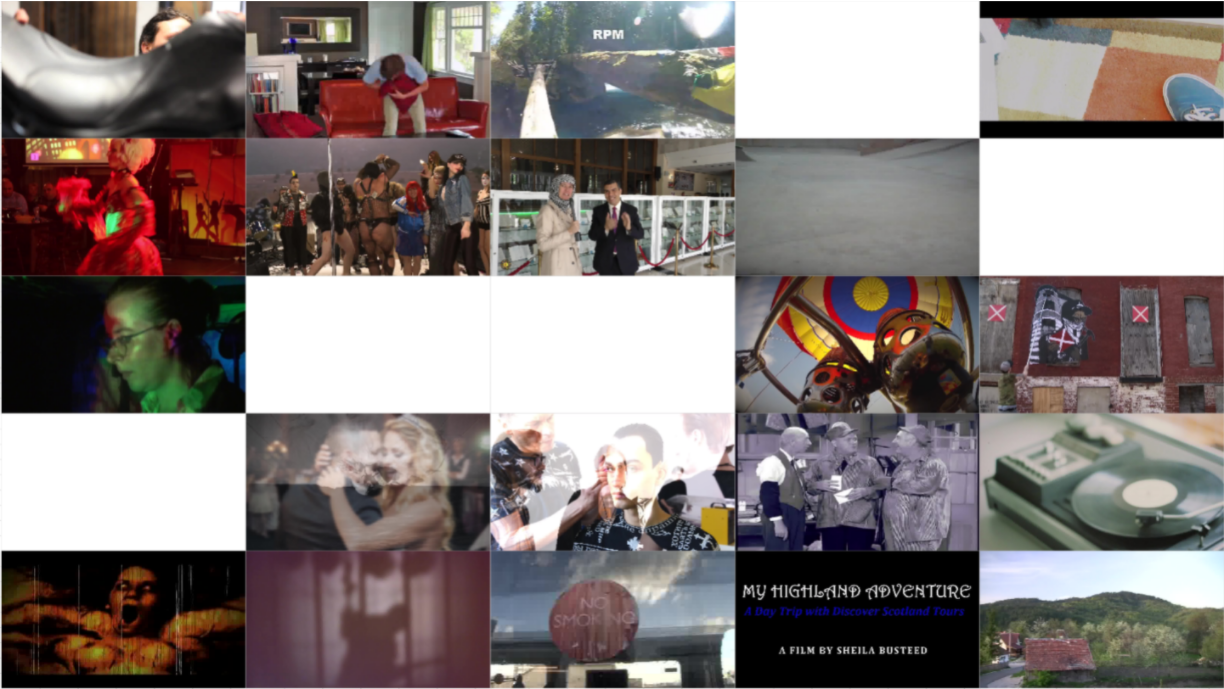 RPM
NO
SMOKING
MY HIGHLAND ADVENTURE
A Day Trip with Discover Scotland Tours
A FILM BY SHEILA BUSTEED